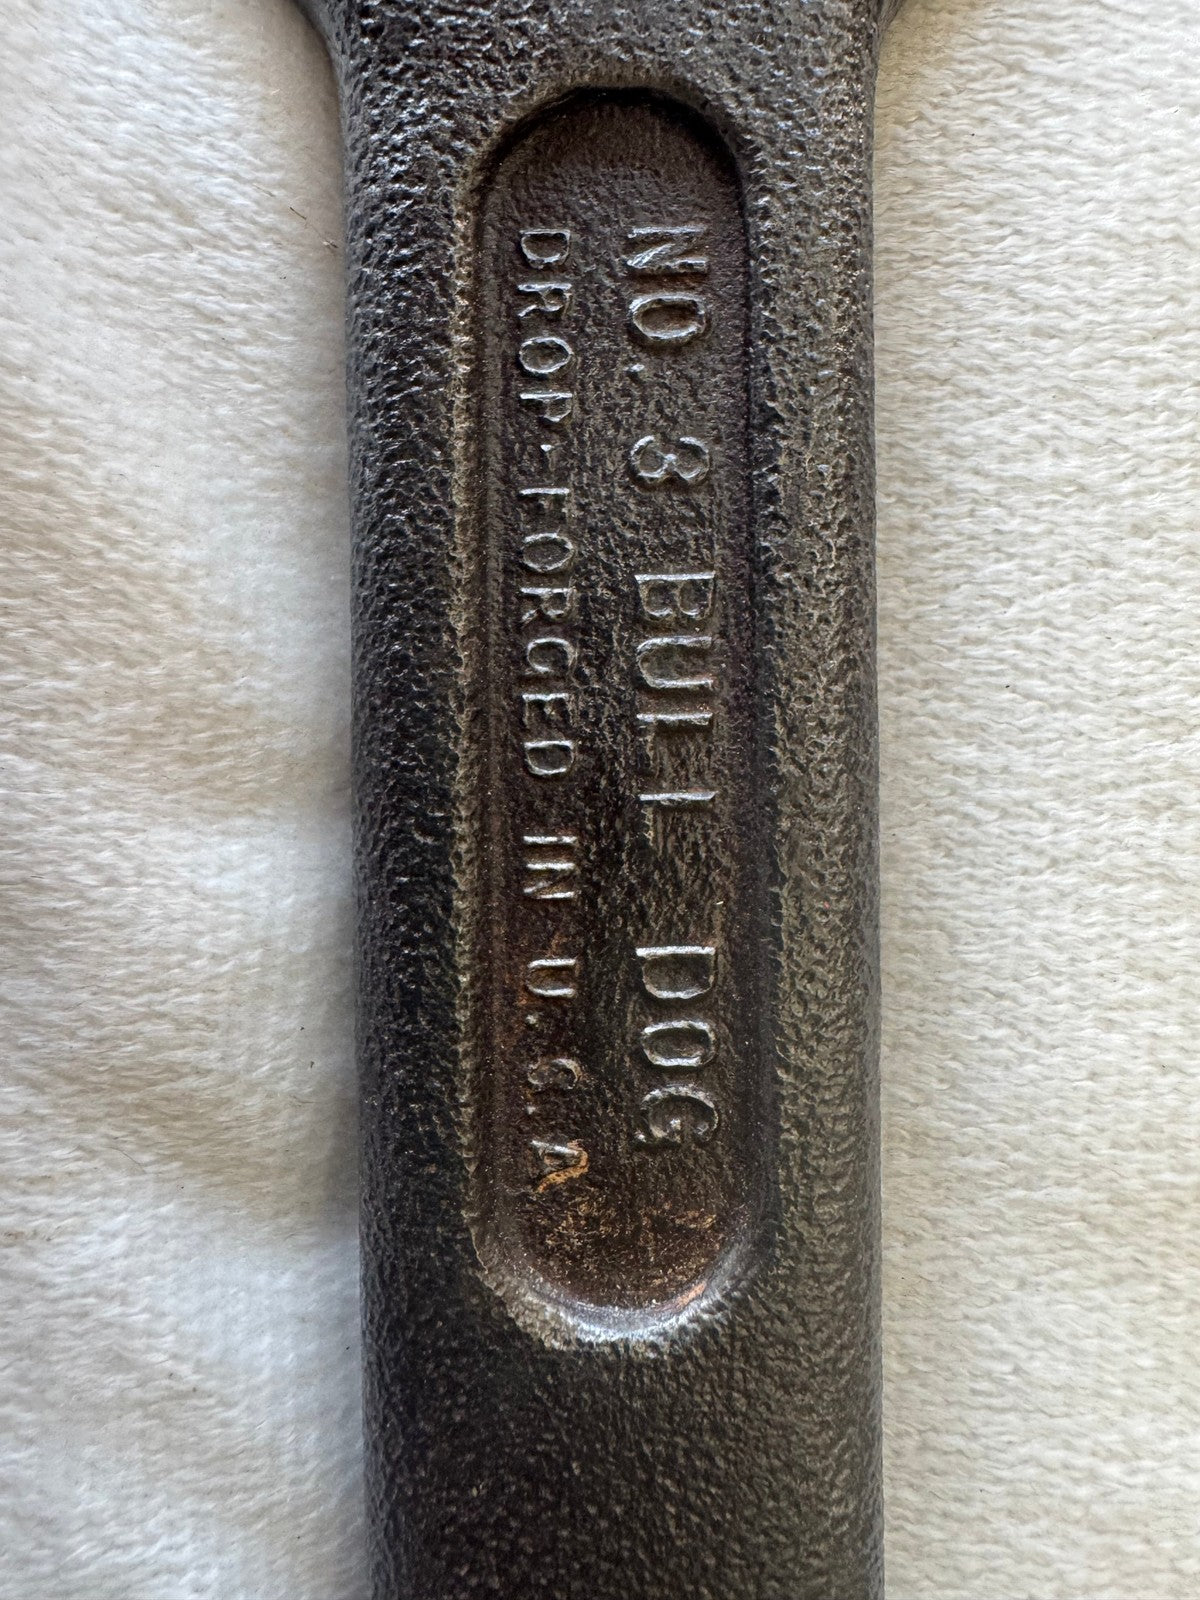 NO. 3 BULL DOG
DROP-FORGED IN U.S.A